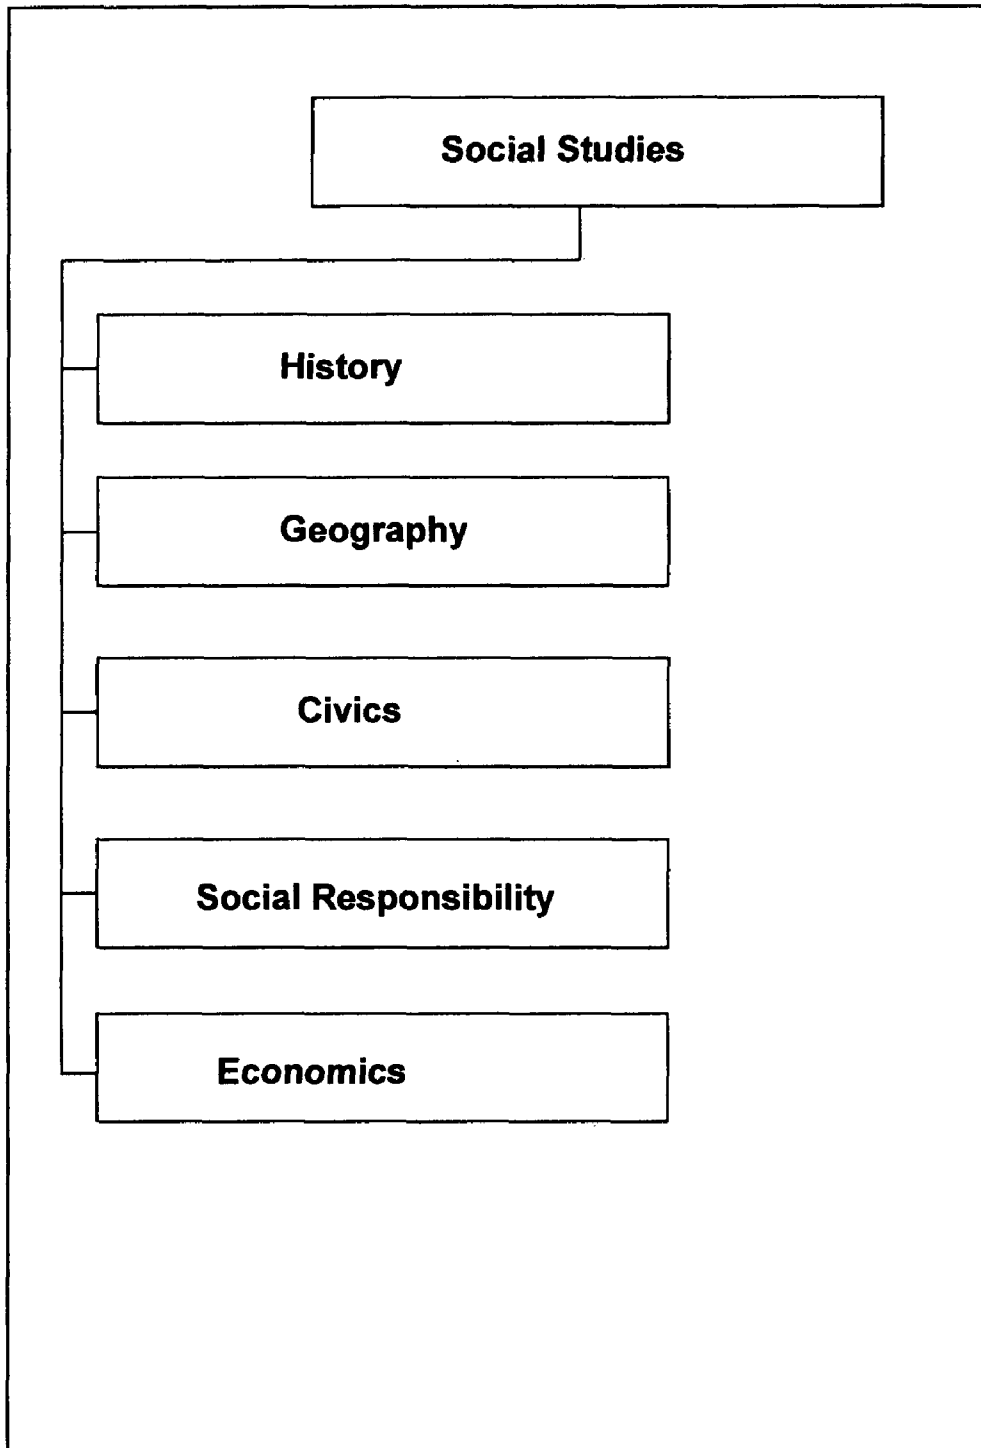 Social Studies
History
Geography
Civics
Social Responsibility
Economics